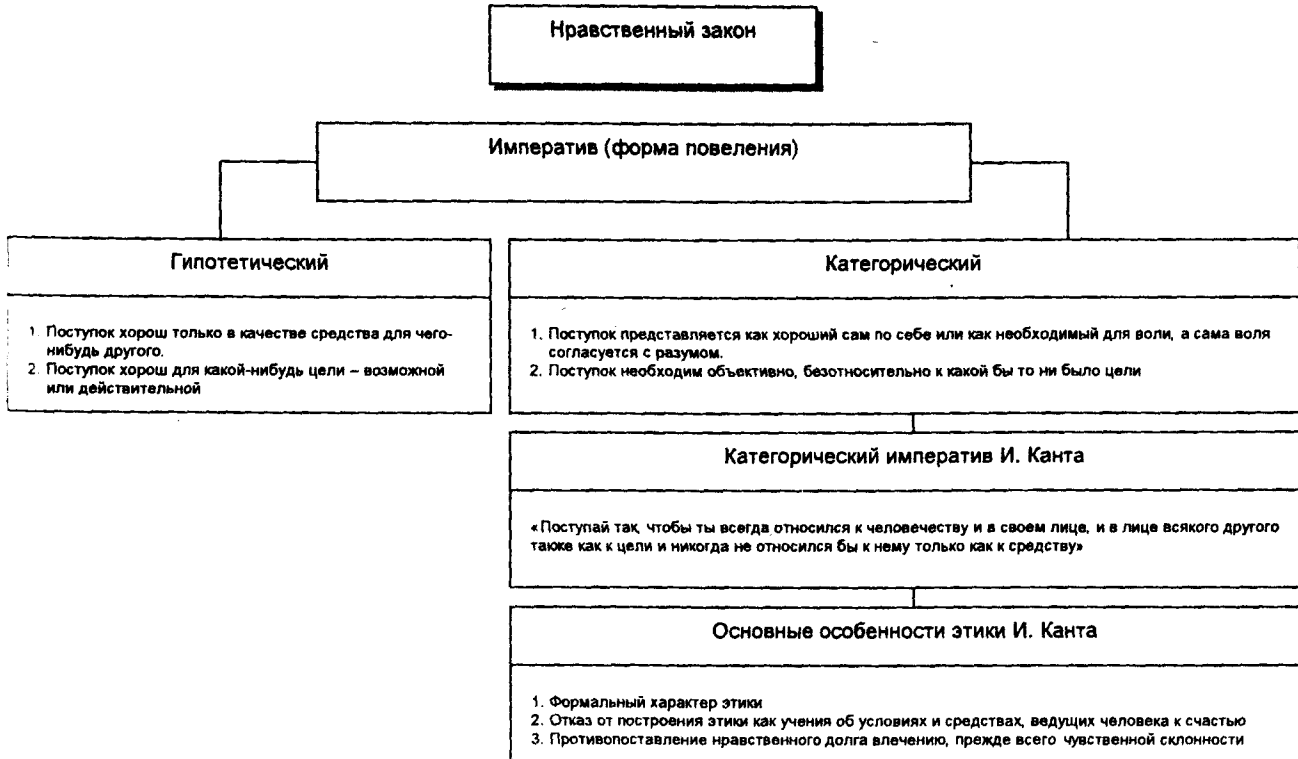 Нравственный закон
Императив (форма повеления)
Гипотетический
1. Поступок хорош только в качестве средства для чего-
нибудь другого.
2. Поступок хорош для какой-нибудь цели – возможной
или действительной
Категорический
1. Поступок представляется как хороший сам по себе или как необходимый для воли, а сама воля
согласуется с разумом.
2. Поступок необходим объективно, безотносительно к какой бы то ни было цели
Категорический императив И. Канта
«Поступай так, чтобы ты всегда относился к человечеству и в своем лице, и в лице всякого другого
также как к цели и никогда не относился бы к нему только как к средству»
Основные особенности этики И. Канта
1. Формальный характер этики
2. Отказ от построения этики как учения об условиях и средствах, ведущих человека к счастью
3. Противопоставление нравственного долга влечению, прежде всего чувственной склонности